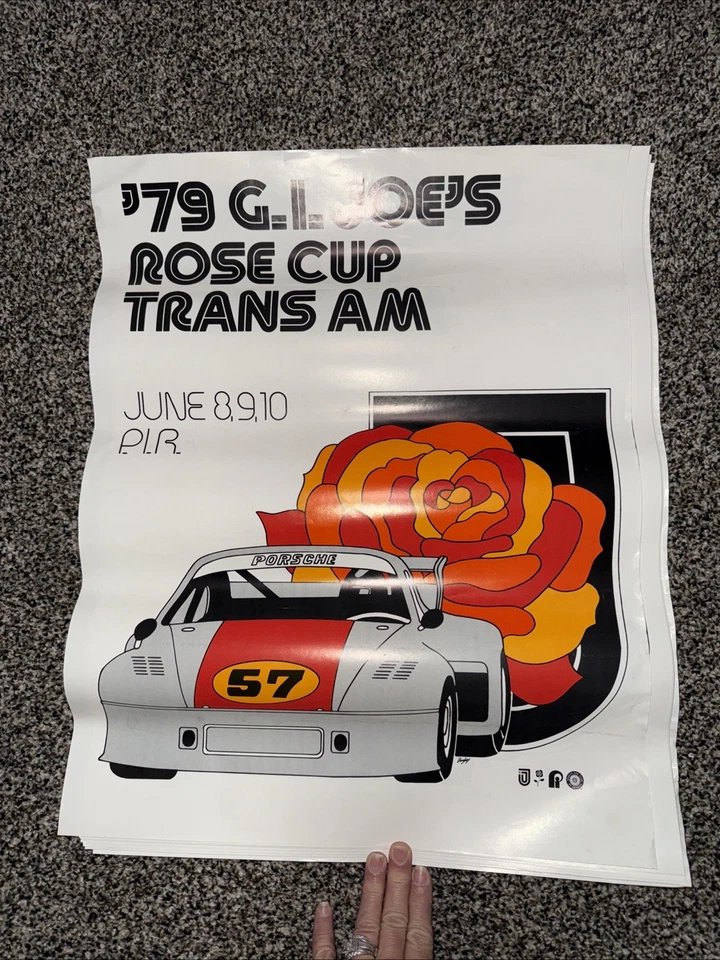 '79 G.I. JOE'S
ROSE CUP
TRANS AM
JUNE 8,9,10
P.I.R.
PORSCHE
57